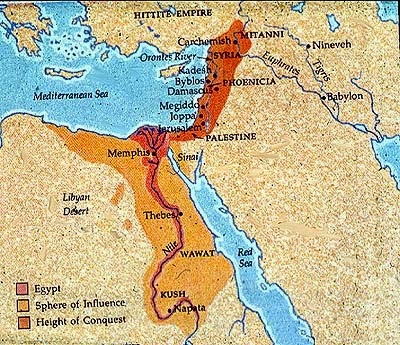 HITTITE EMPIRE
Carchemish
MITANNI
Nineveh
Orontes River
SYRIA
Euphrates
Tigris
Kadesh
Byblos
PHOENICIA
Damascus
Mediterranean Sea
Babylon
Megiddo
Joppa
Jerusalem
PALESTINE
Memphis
Sinai
Libyan
Desert
Thebes
Nile
WAWAT
Red
Sea
Egypt
Sphere of Influence
Height of Conquest
KUSH
Napata